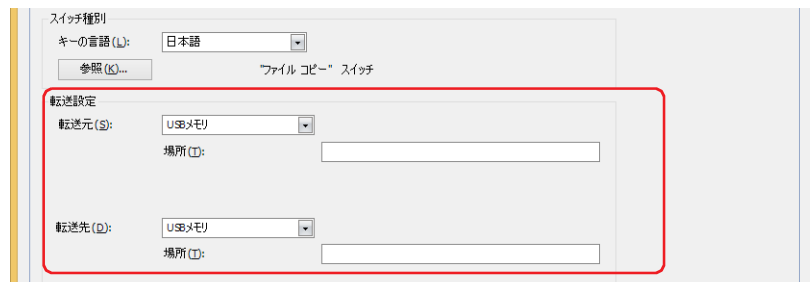 スイッチ種別
キーの言語(L): 日本語
参照(K)... "ファイル コピー" スイッチ
転送設定
転送元(S): USBメモリ
場所(T):
転送先(D): USBメモリ
場所(T):